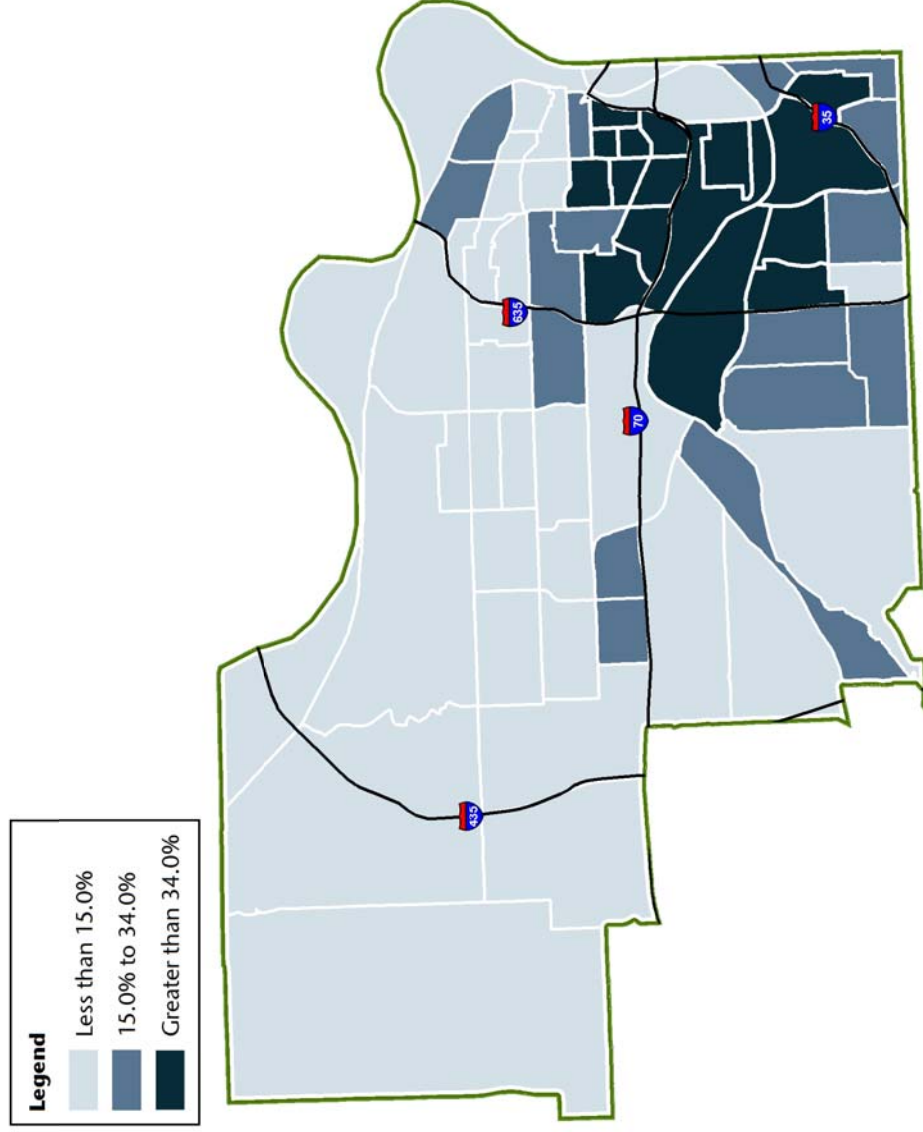 Legend
Less than 15.0%
15.0% to 34.0%
Greater than 34.0%
635
70
35
435